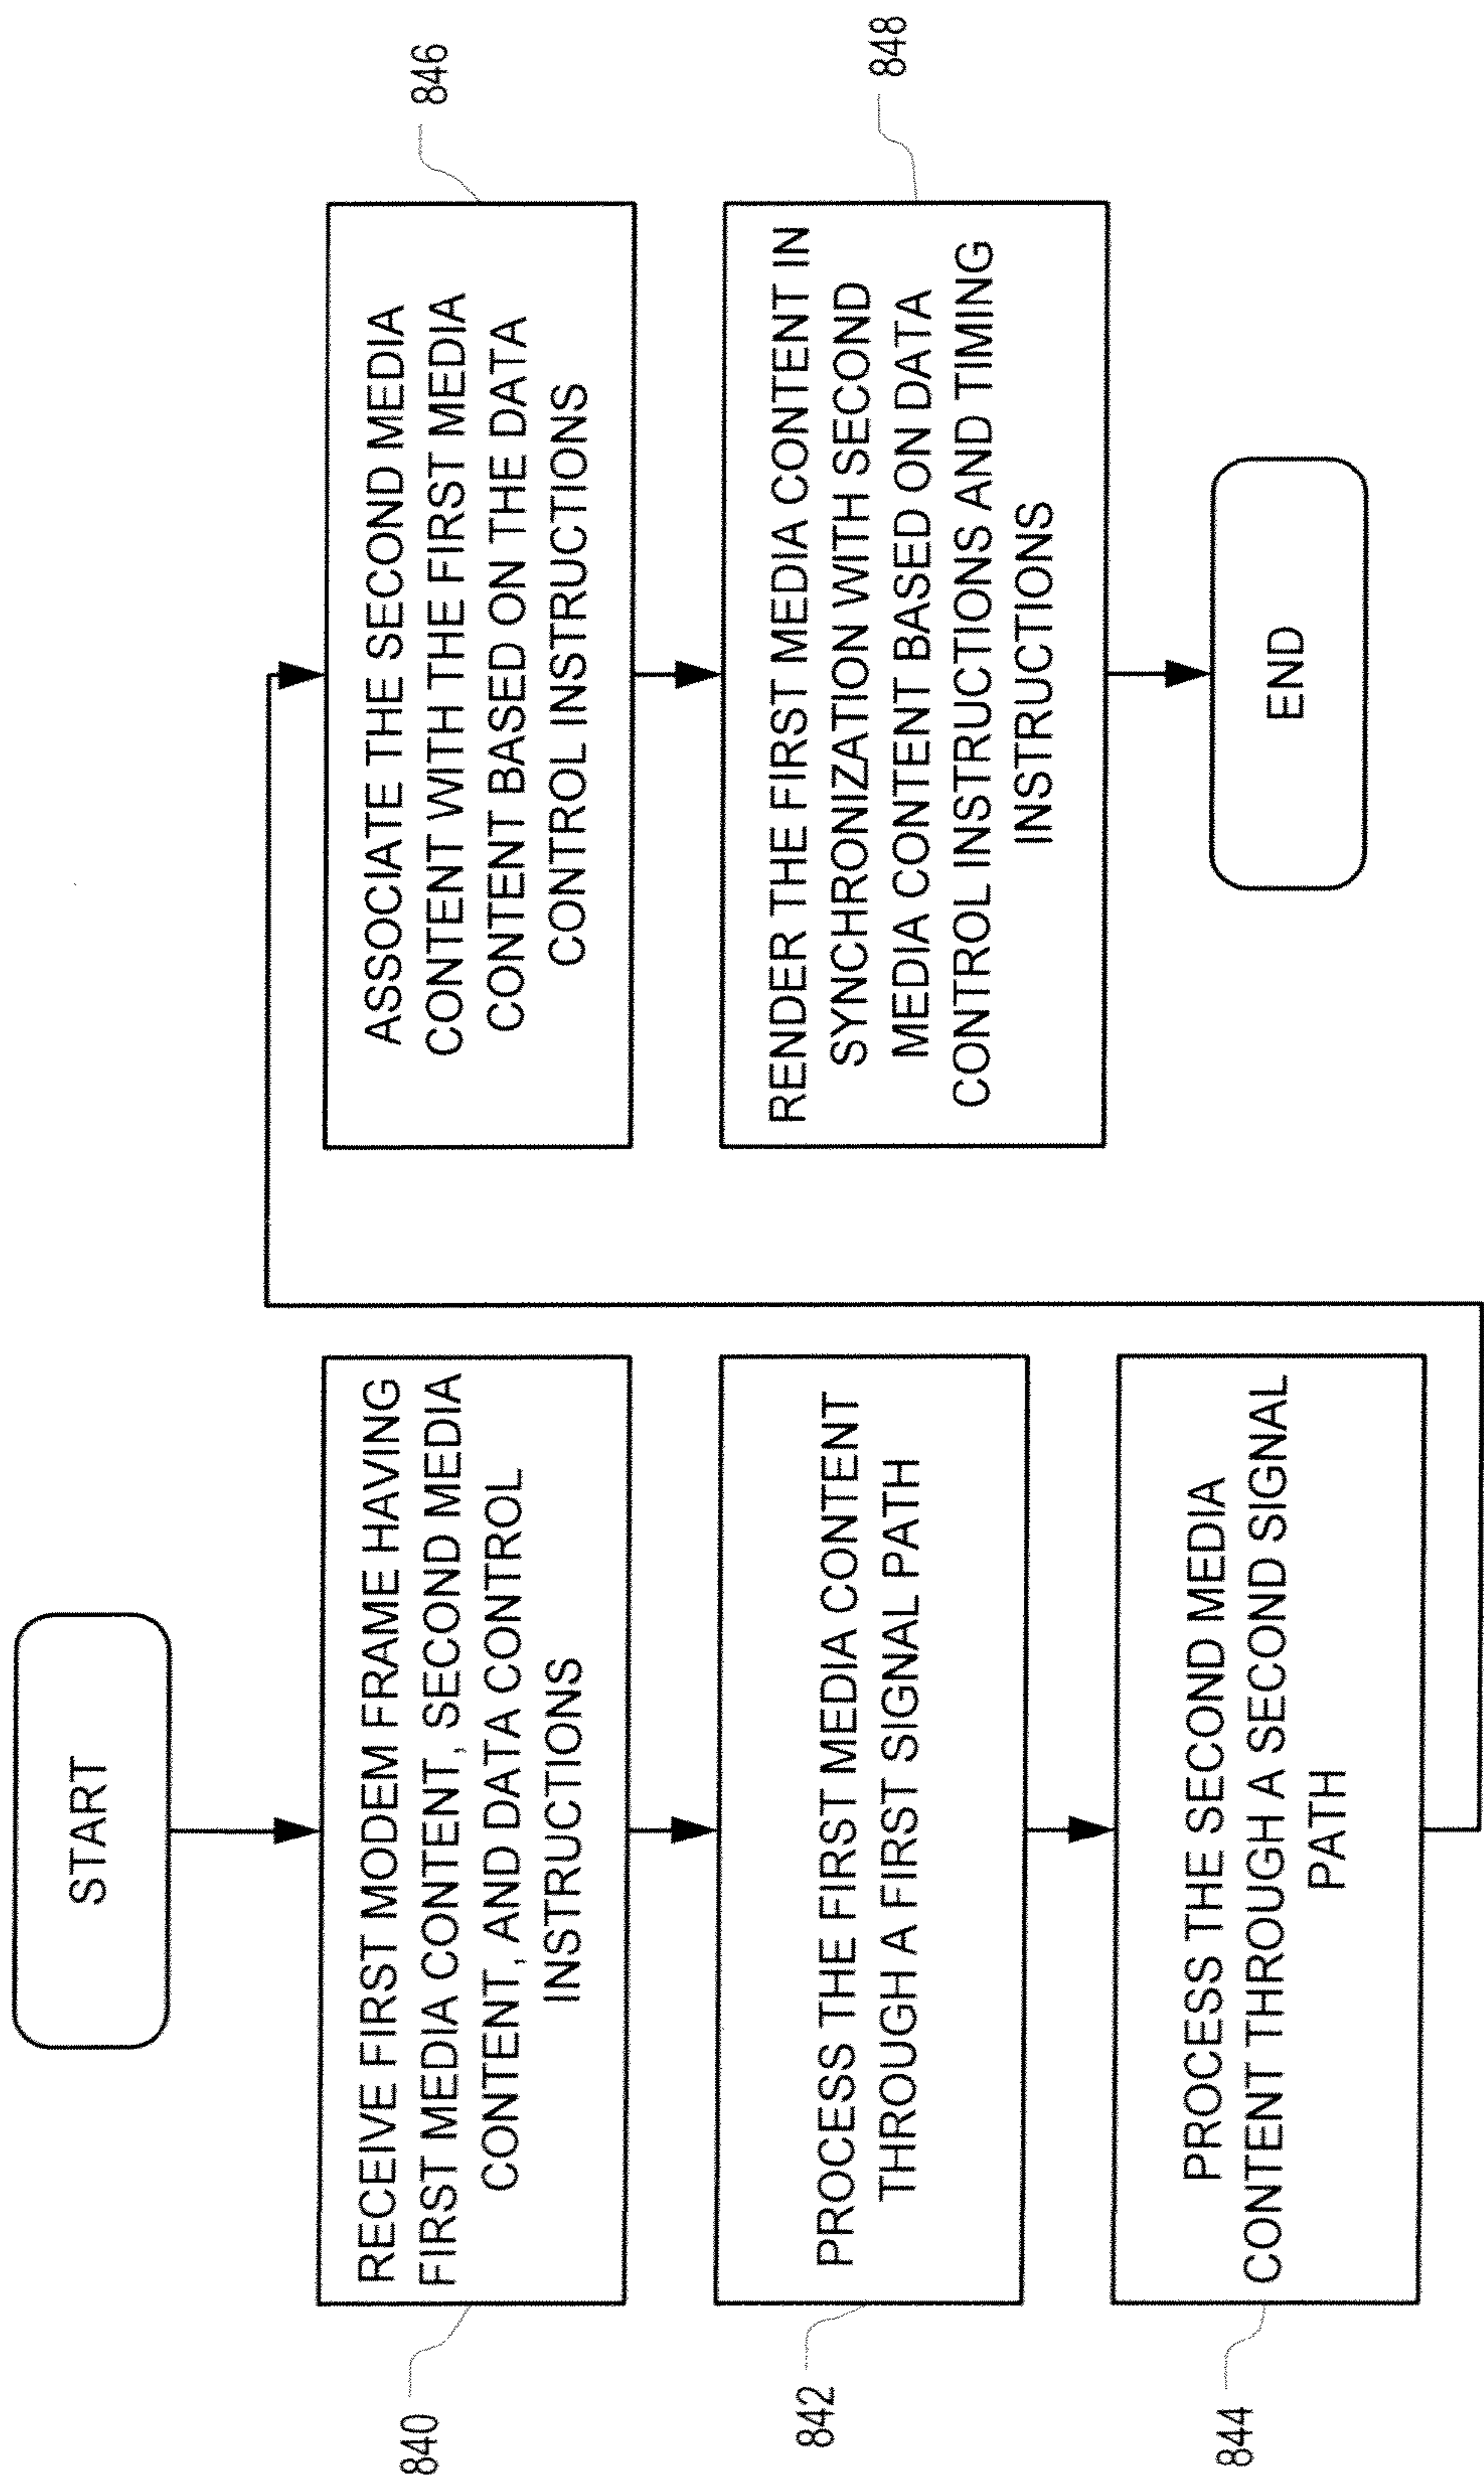 START
RECEIVE FIRST MODEM FRAME HAVING
FIRST MEDIA CONTENT, SECOND MEDIA
CONTENT, AND DATA CONTROL
INSTRUCTIONS
840
PROCESS THE FIRST MEDIA CONTENT
THROUGH A FIRST SIGNAL PATH
842
PROCESS THE SECOND MEDIA
CONTENT THROUGH A SECOND SIGNAL
PATH
844
ASSOCIATE THE SECOND MEDIA
CONTENT WITH THE FIRST MEDIA
CONTENT BASED ON THE DATA
CONTROL INSTRUCTIONS
846
RENDER THE FIRST MEDIA CONTENT IN
SYNCHRONIZATION WITH SECOND
MEDIA CONTENT BASED ON DATA
CONTROL INSTRUCTIONS AND TIMING
INSTRUCTIONS
848
END